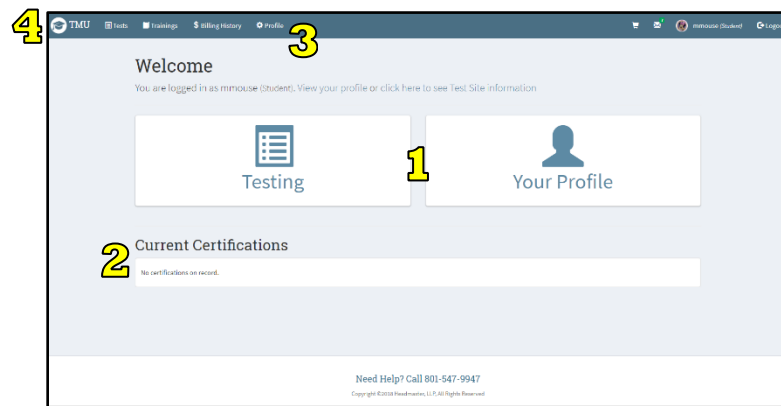 4 TMU Tests Trainings $ Billing History Profile 3 mmouse (Student) Logou
Welcome
You are logged in as mmouse (Student). View your profile or click here to see Test Site information
1
Testing Your Profile
Current Certifications
2
No certifications on record.
Need Help? Call 801-547-9947
Copyright ©2018 Headmaster, LLP, All Rights Reserved